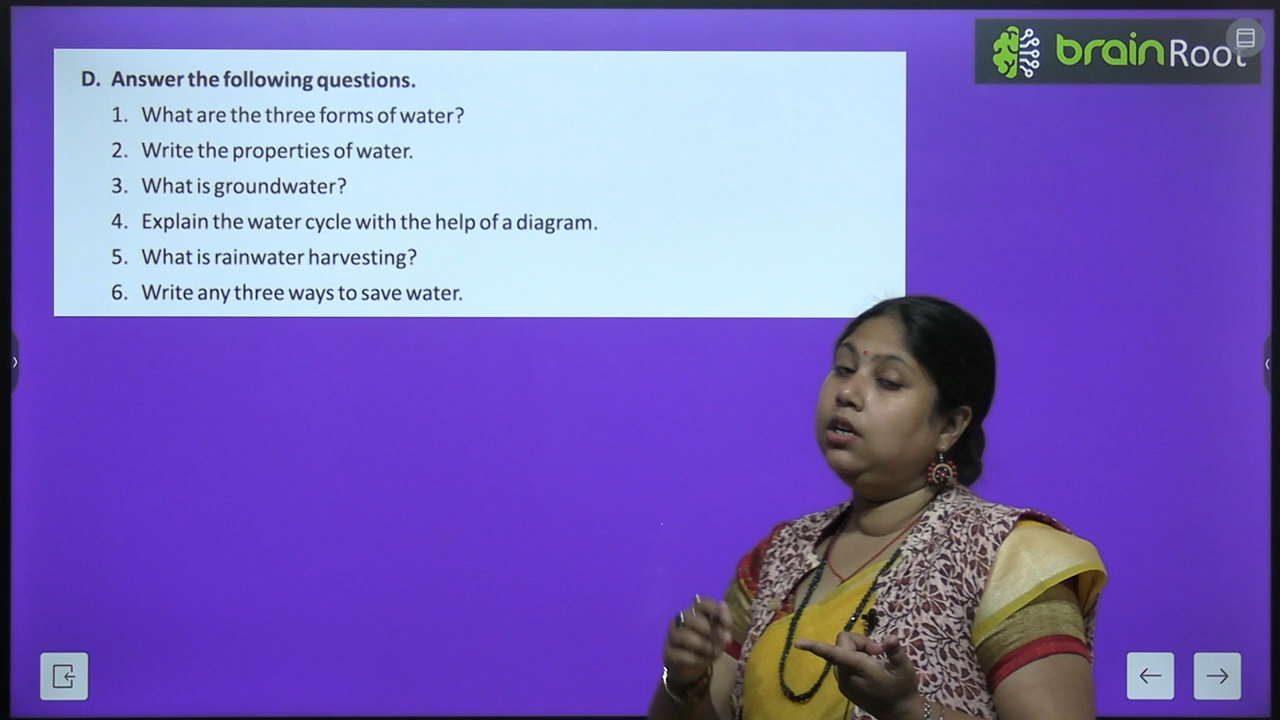 brainRoot
D. Answer the following questions.
1. What are the three forms of water?
2. Write the properties of water.
3. What is groundwater?
4. Explain the water cycle with the help of a diagram.
5. What is rainwater harvesting?
6. Write any three ways to save water.